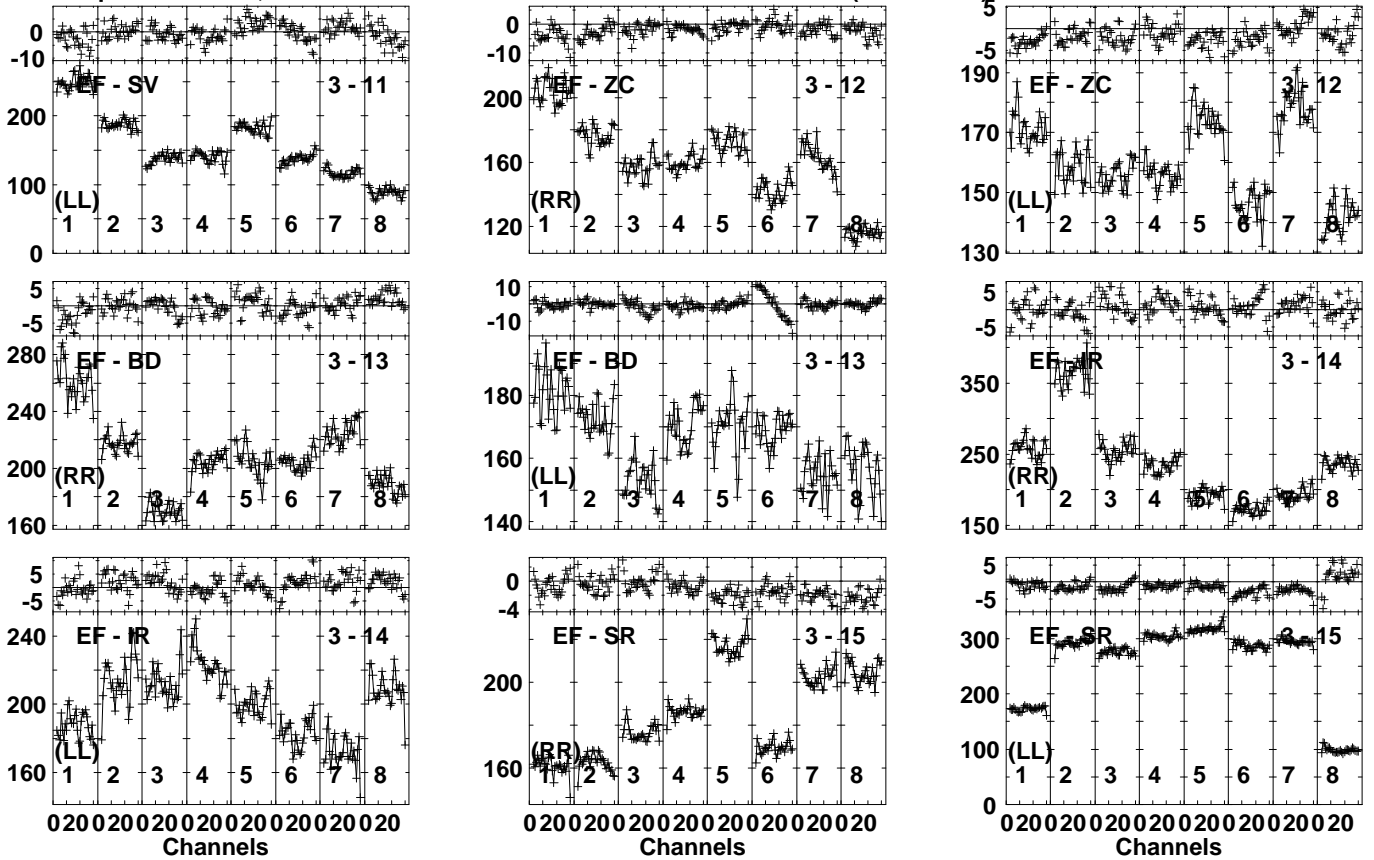 0
-10
EF - SV 3 - 11
200
100
(LL)
1 2 3 4 5 6 7 8
0
0
-10
EF - ZC 3 - 12
200
160
(RR)
120
1 2 3 4 5 6 7 8
5
-5
190
EF - ZC 3 - 12
170
150
(LL)
1 2 3 4 5 6 7 8
130
5
-5
280
EF - BD 3 - 13
240
200
(RR)
1 2 3 4 5 6 7 8
160
10
-10
EF - BD 3 - 13
180
160
(LL)
1 2 3 4 5 6 7 8
140
5
-5
EF - IR 3 - 14
350
250
(RR)
1 2 3 4 5 6 7 8
150
5
-5
240
EF - IR 3 - 14
200
(LL)
160
1 2 3 4 5 6 7 8
0 20 0 20 0 20 0 20 0 20 0 20 0 20 0 20
Channels
0
-4
EF - SR 3 - 15
200
(RR)
160
1 2 3 4 5 6 7 8
0 20 0 20 0 20 0 20 0 20 0 20 0 20 0 20
Channels
5
-5
EF - SR 3 - 15
300
200
(LL)
100
1 2 3 4 5 6 7 8
0
0 20 0 20 0 20 0 20 0 20 0 20 0 20 0 20
Channels